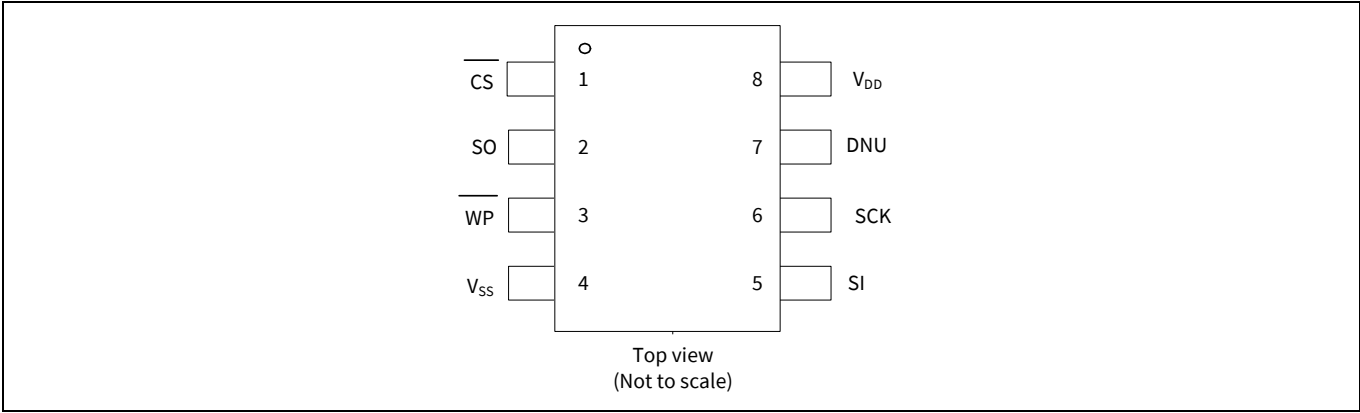 CS 1 8 VDD
SO 2 7 DNU
WP 3 6 SCK
VSS 4 5 SI
Top view
(Not to scale)